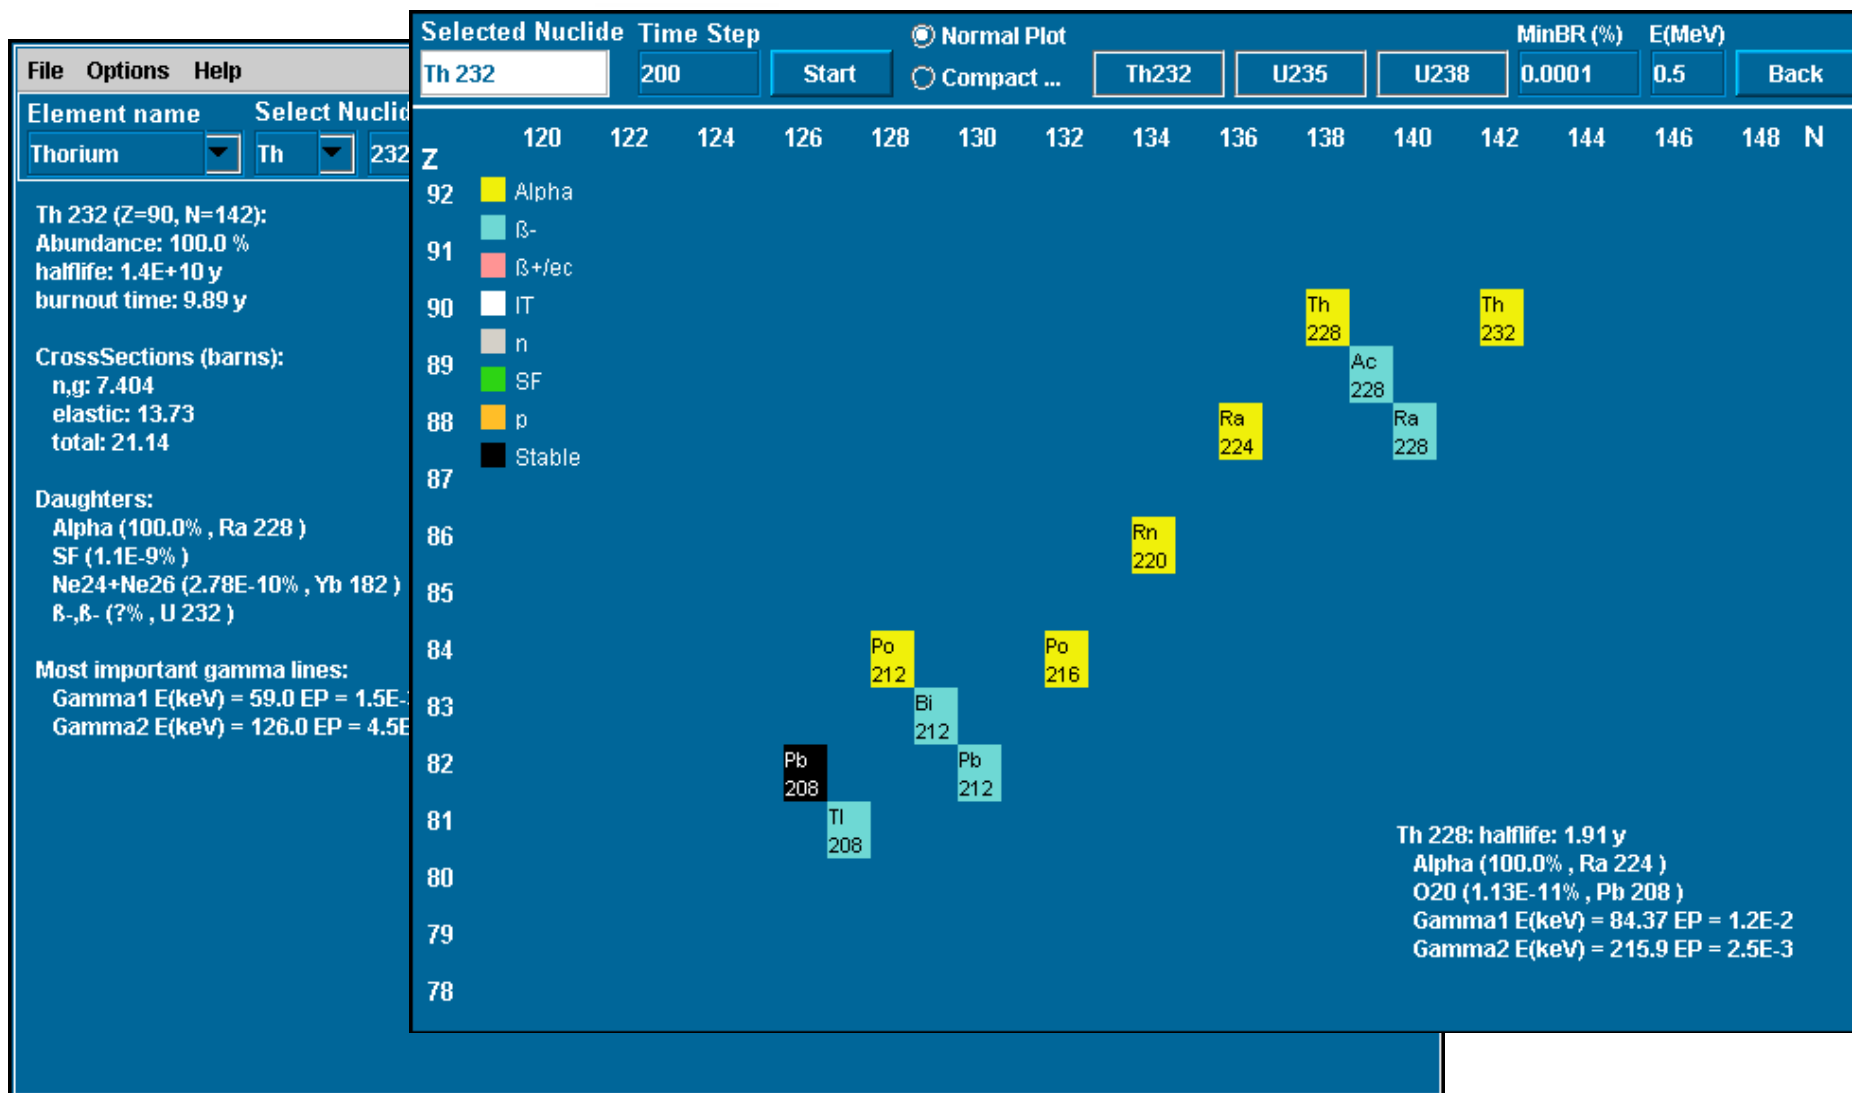 File Options Help
Element name Select Nuclid
Thorium Th 232
Th 232 (Z=90, N=142):
Abundance: 100.0 %
halflife: 1.4E+10 y
burnout time: 9.89 y
CrossSections (barns):
n,g: 7.404
elastic: 13.73
total: 21.14
Daughters:
Alpha (100.0% , Ra 228 )
SF (1.1E-9% )
Ne24+Ne26 (2.78E-10% , Yb 182 )
ß-,ß- (?% , U 232 )
Most important gamma lines:
Gamma1 E(keV) = 59.0 EP = 1.5E-
Gamma2 E(keV) = 126.0 EP = 4.5E
Selected Nuclide Time Step Normal Plot MinBR (%) E(MeV)
Th 232 200 Start Compact ... Th232 U235 U238 0.0001 0.5 Back
120 122 124 126 128 130 132 134 136 138 140 142 144 146 148 N
Z
92 Alpha
ß-
91
ß+/ec
90 IT
Th Th
228 232
n
89 Ac
228
SF
88 p
Ra Ra
224 228
Stable
87
86 Rn
220
85
84 Po Po
212 216
83 Bi
212
82 Pb Pb
208 212
81 Tl
208
80
79
78
Th 228: halflife: 1.91 y
Alpha (100.0% , Ra 224 )
O20 (1.13E-11% , Pb 208 )
Gamma1 E(keV) = 84.37 EP = 1.2E-2
Gamma2 E(keV) = 215.9 EP = 2.5E-3